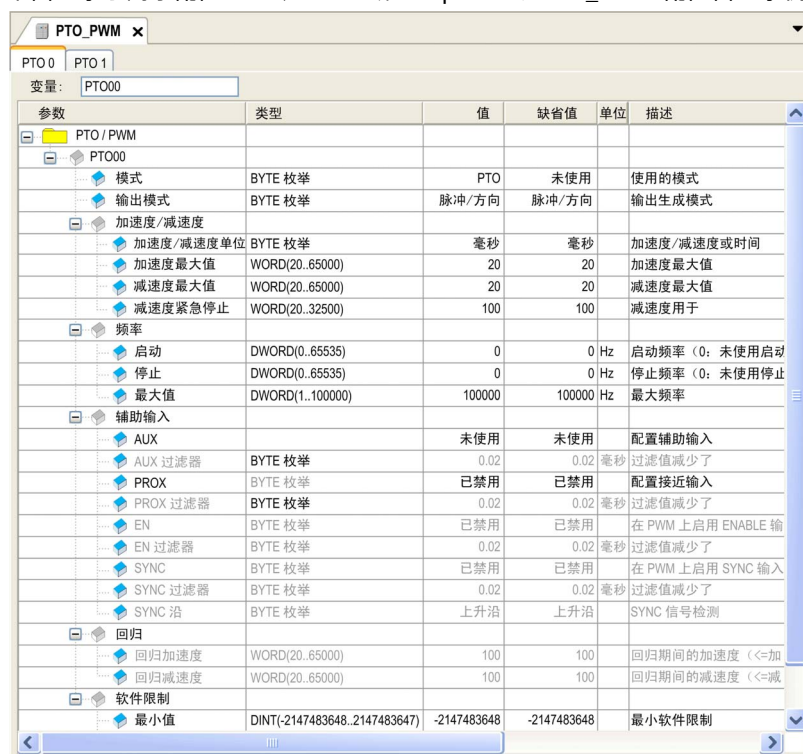 PTO_PWM
PTO 0 PTO 1
变量: PTO00
参数 类型 值 缺省值 单位 描述
PTO / PWM
PTO00
模式 BYTE 枚举 PTO 未使用 使用的模式
输出模式 BYTE 枚举 脉冲/方向 脉冲/方向 输出生成模式
加速度/减速度
加速度/减速度单位 BYTE 枚举 毫秒 毫秒 加速度/减速度或时间
加速度最大值 WORD(20..65000) 20 20 加速度最大值
减速度最大值 WORD(20..65000) 20 20 减速度最大值
减速度紧急停止 WORD(20..32500) 100 100 减速度用于
频率
启动 DWORD(0..65535) 0 0 Hz 启动频率（0：未使用启动
停止 DWORD(0..65535) 0 0 Hz 停止频率（0：未使用停止
最大值 DWORD(1..100000) 100000 100000 Hz 最大频率
辅助输入
AUX 未使用 未使用 配置辅助输入
AUX 过滤器 BYTE 枚举 0.02 0.02 毫秒 过滤值减少了
PROX BYTE 枚举 已禁用 已禁用 配置接近输入
PROX 过滤器 BYTE 枚举 0.02 0.02 毫秒 过滤值减少了
EN BYTE 枚举 已禁用 已禁用 在 PWM 上启用 ENABLE 输
EN 过滤器 BYTE 枚举 0.02 0.02 毫秒 过滤值减少了
SYNC BYTE 枚举 已禁用 已禁用 在 PWM 上启用 SYNC 输入
SYNC 过滤器 BYTE 枚举 0.02 0.02 毫秒 过滤值减少了
SYNC 沿 BYTE 枚举 上升沿 上升沿 SYNC 信号检测
回归
回归加速度 WORD(20..65000) 100 100 回归期间的加速度（<=加
回归减速度 WORD(20..65000) 100 100 回归期间的减速度（<=减
软件限制
最小值 DINT(-2147483648..2147483647) -2147483648 -2147483648 最小软件限制